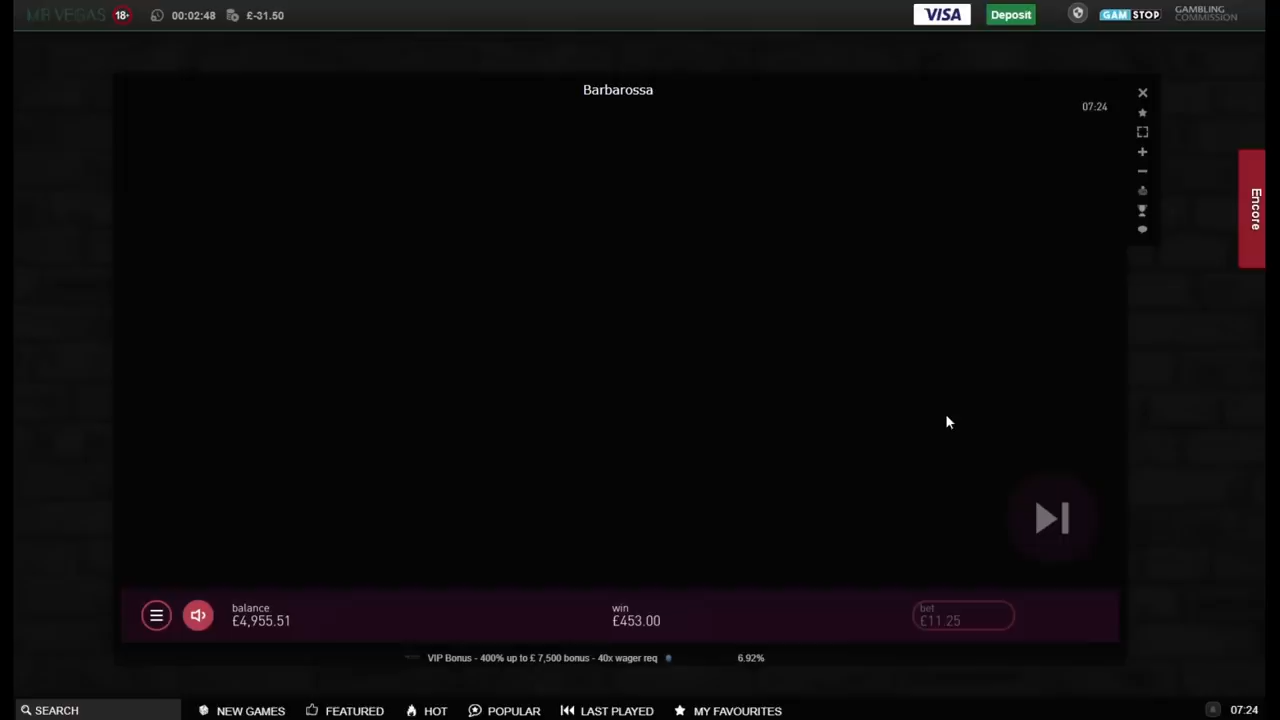 MR VEGAS 18+ 00:02:48 £-31.50 VISA Deposit GAMSTOP GAMBLING COMMISSION
Barbarossa
07:24
Encore
balance
£4,955.51
win
£453.00
bet
£11.25
VIP Bonus - 400% up to £ 7,500 bonus - 40x wager req 6.92%
SEARCH NEW GAMES FEATURED HOT POPULAR LAST PLAYED MY FAVOURITES 07:24